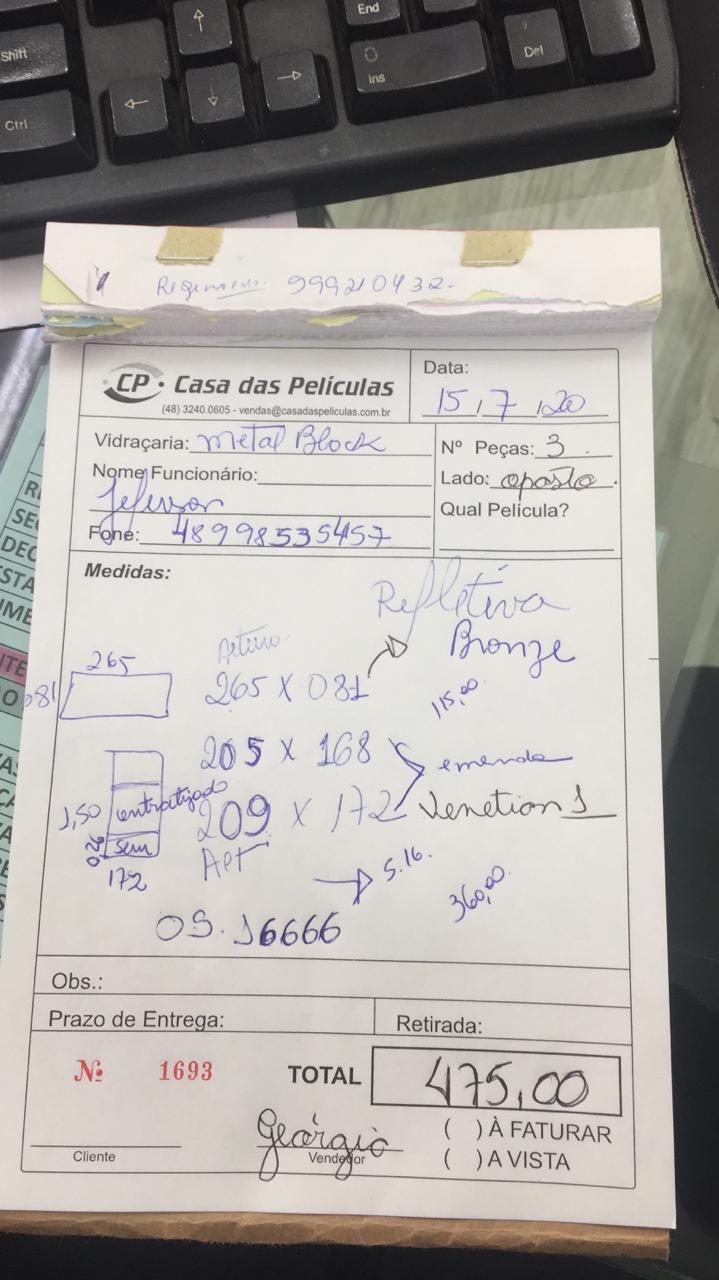 End
Shift
Ins
Del
Ctrl
999210432-
CP. Casa das Películas
(48) 3240.0605 - vendas@casadaspeliculas.com.br
Data:
15/7/20
Vidraçaria: Metal Block
Nº Peças: 3
Nome Funcionário:
Jeferson
Lado: oposto
Qual Película?
Fone: 48998535457
Medidas:
Refletiva
Bronze
265
081
265 X 081
115,00
205 X 168
emenda
1,50
209 X 172
Venetian 1
sem
172
5.16.
360,00
OS. 16666
Obs.:
Prazo de Entrega:
Retirada:
Nº 1693
TOTAL
475,00
Geórgio
( ) À FATURAR
Cliente
Vendedor
( ) A VISTA